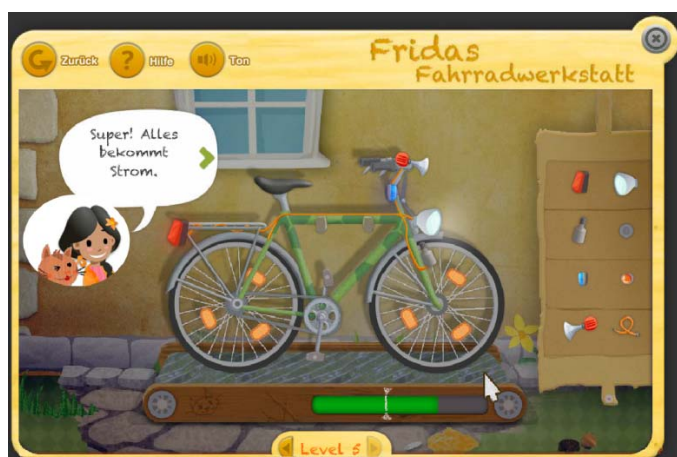 Zurück
Hilfe
Ton
Fridas
Fahrradwerkstatt
Super! Alles
bekommt
Strom.
Level 5